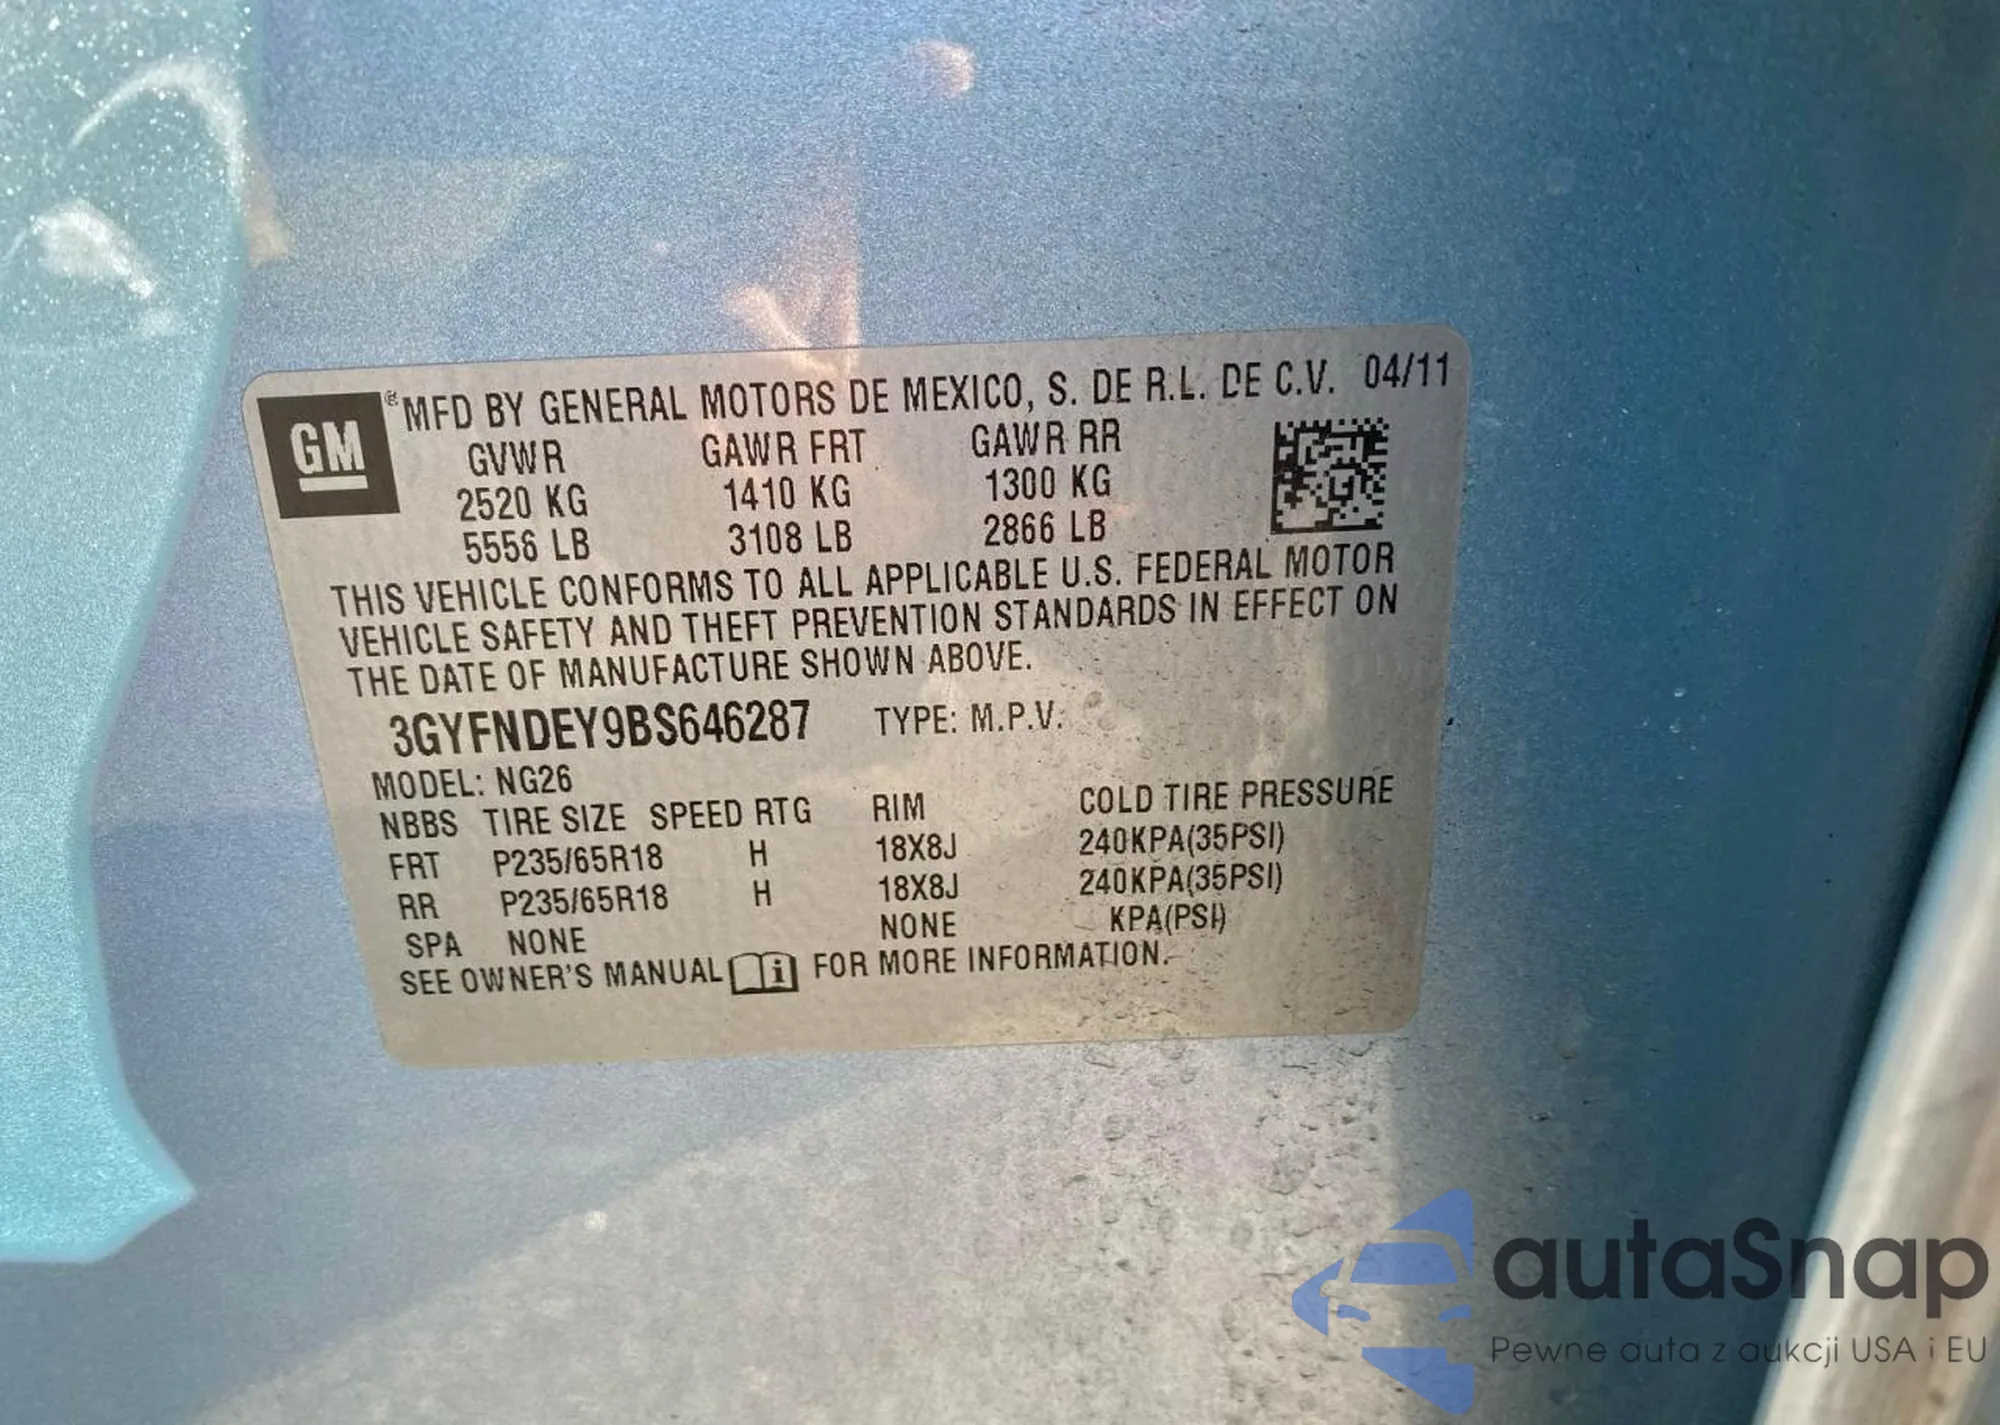 GM ® MFD BY GENERAL MOTORS DE MEXICO, S. DE R.L. DE C.V. 04/11
GVWR GAWR FRT GAWR RR
2520 KG 1410 KG 1300 KG
5556 LB 3108 LB 2866 LB
THIS VEHICLE CONFORMS TO ALL APPLICABLE U.S. FEDERAL MOTOR
VEHICLE SAFETY AND THEFT PREVENTION STANDARDS IN EFFECT ON
THE DATE OF MANUFACTURE SHOWN ABOVE.
3GYFNDEY9BS646287 TYPE: M.P.V.
MODEL: NG26
NBBS TIRE SIZE SPEED RTG RIM COLD TIRE PRESSURE
FRT P235/65R18 H 18X8J 240KPA(35PSI)
RR P235/65R18 H 18X8J 240KPA(35PSI)
SPA NONE NONE KPA(PSI)
SEE OWNER'S MANUAL i FOR MORE INFORMATION.
autaSnap
Pewne auta z aukcji USA i EU